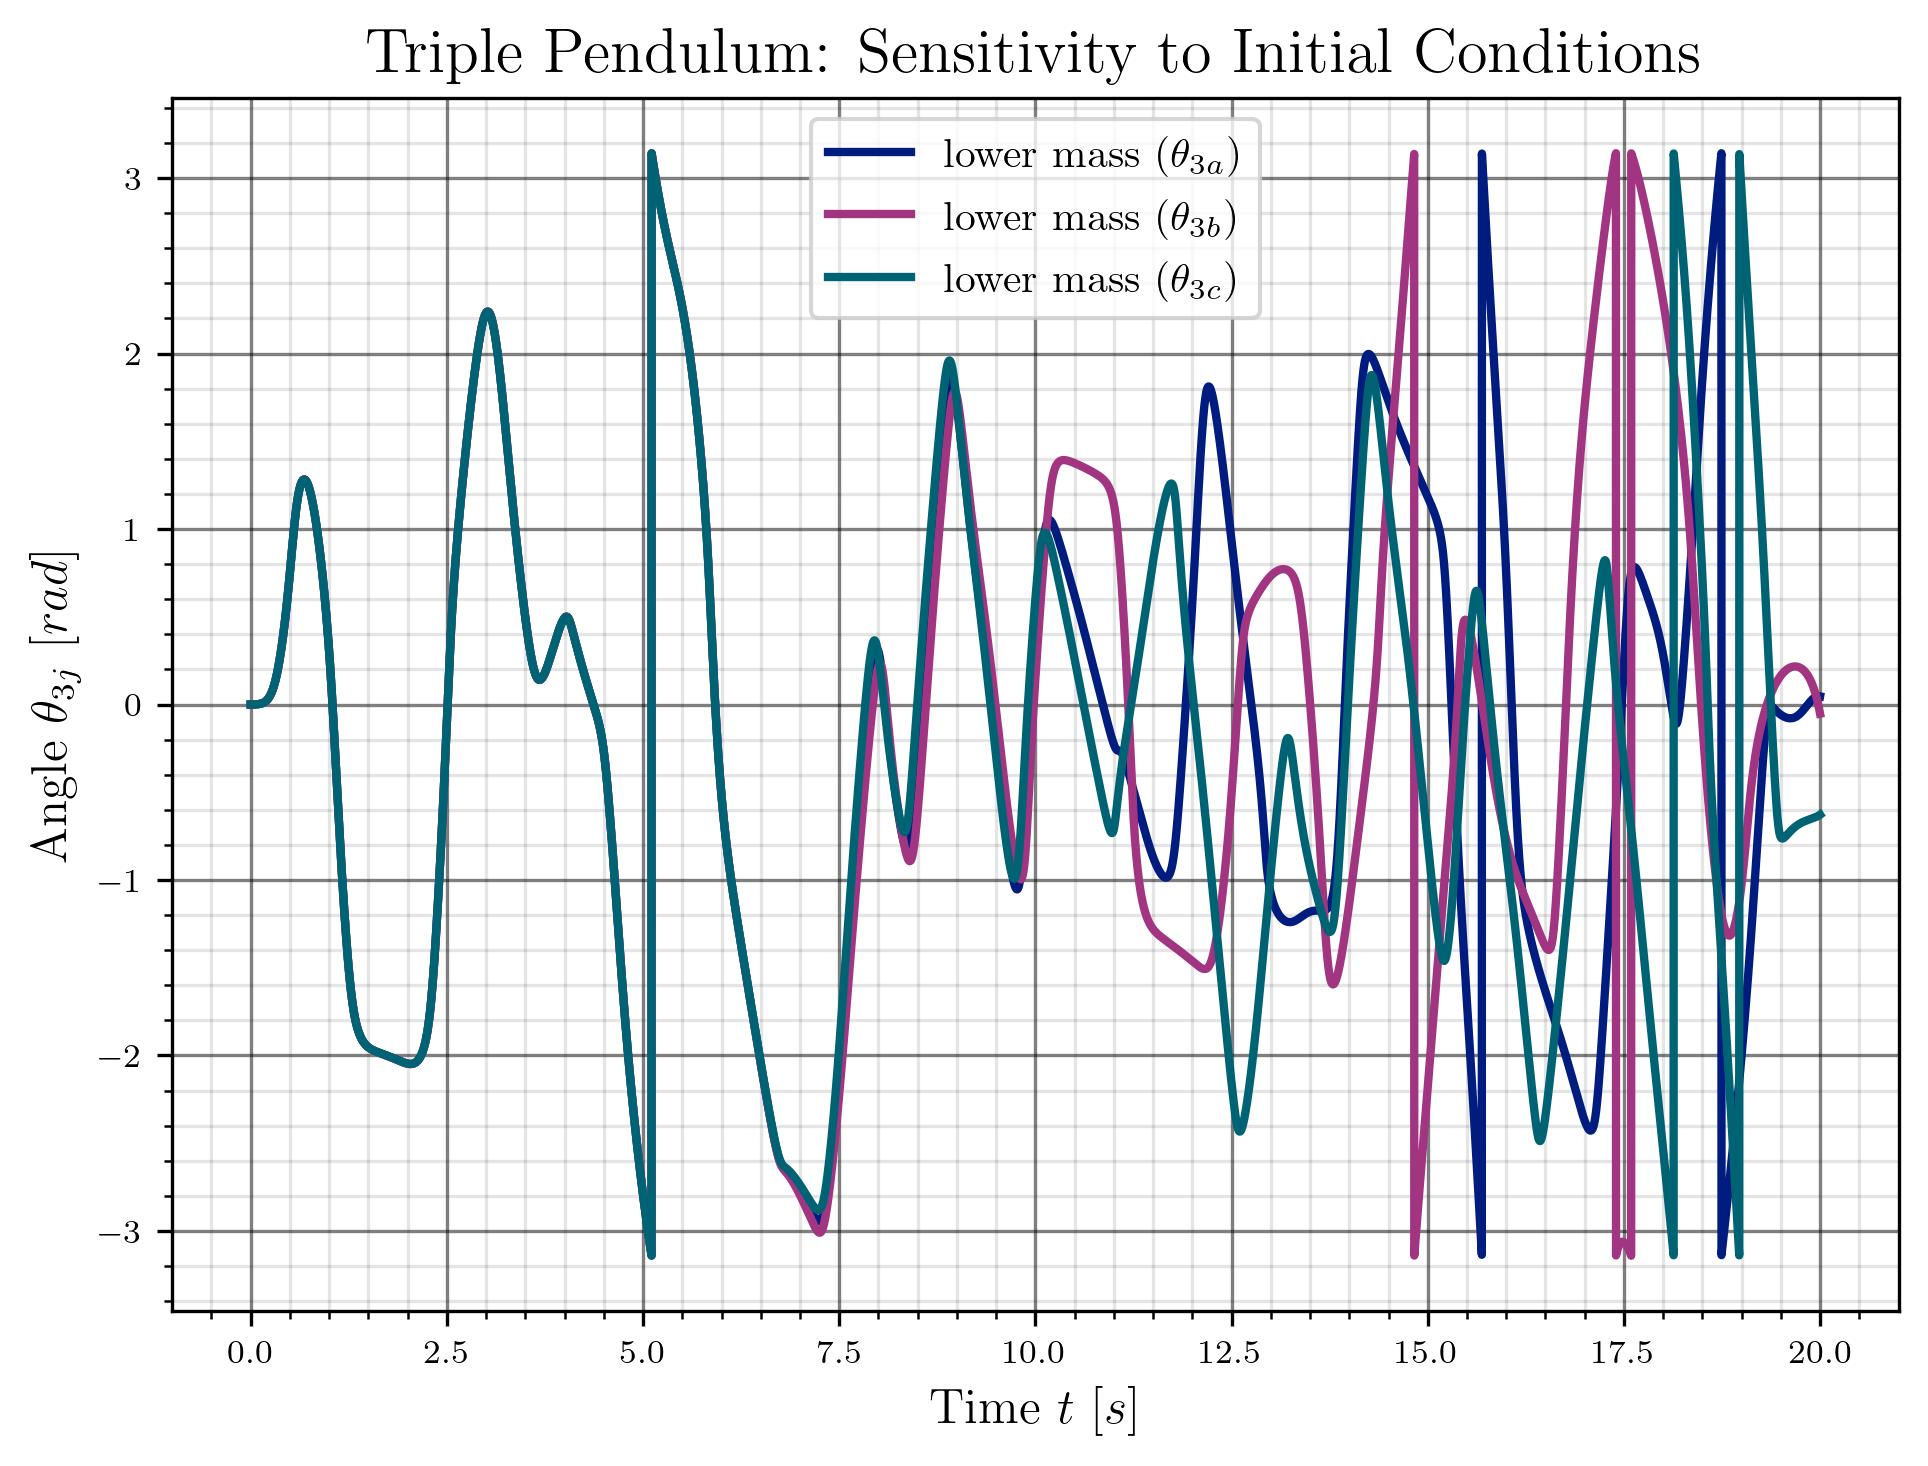 Triple Pendulum: Sensitivity to Initial Conditions
lower mass (θ3a)
lower mass (θ3b)
lower mass (θ3c)
Angle θ3j [rad]
3
2
1
0
−1
−2
−3
0.0 2.5 5.0 7.5 10.0 12.5 15.0 17.5 20.0
Time t [s]